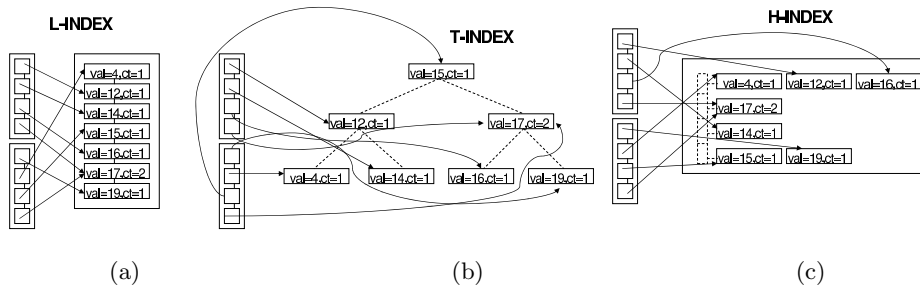 L-INDEX
val=4,ct=1
val=12,ct=1
val=14,ct=1
val=15,ct=1
val=16,ct=1
val=17,ct=2
val=19,ct=1
(a)
T-INDEX
val=15,ct=1
val=12,ct=1 val=17,ct=2
val=4,ct=1 val=14,ct=1 val=16,ct=1 val=19,ct=1
(b)
H-INDEX
val=4,ct=1 val=12,ct=1 val=16,ct=1
val=17,ct=2
val=14,ct=1
val=15,ct=1 val=19,ct=1
(c)